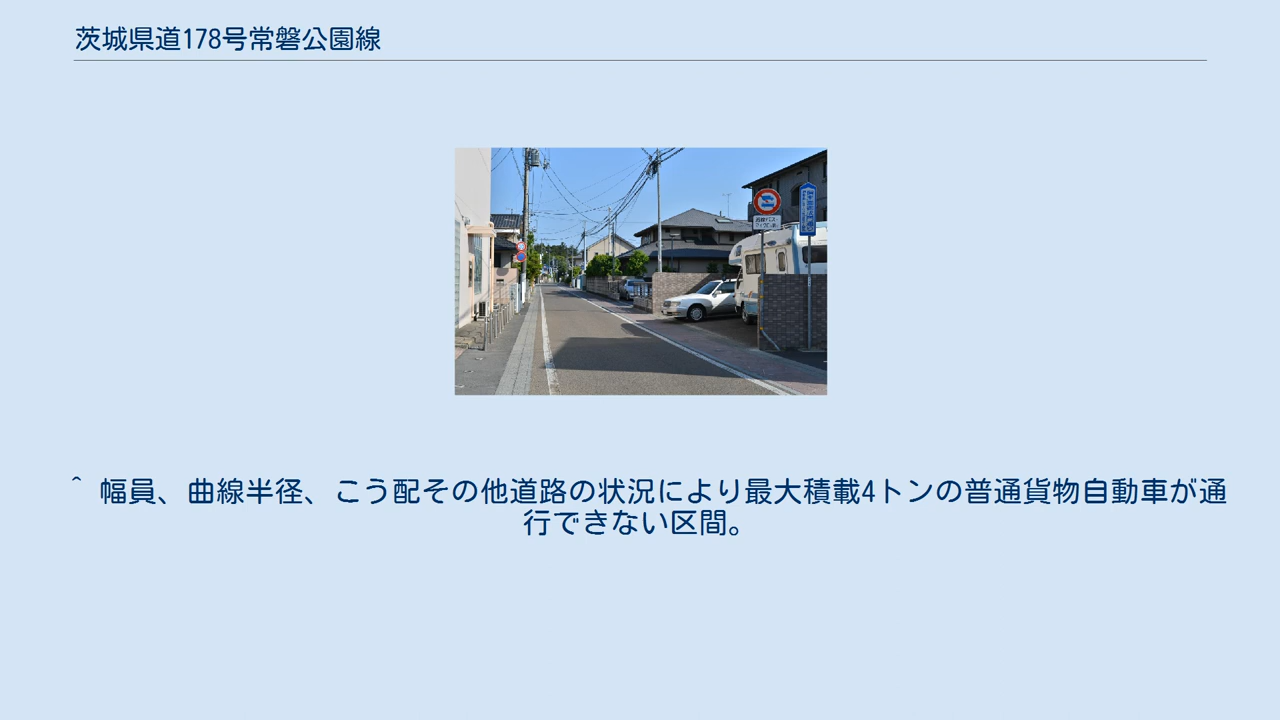 茨城県道178号常磐公園線
^ 幅員、曲線半径、こう配その他道路の状況により最大積載4トンの普通貨物自動車が通
行できない区間。